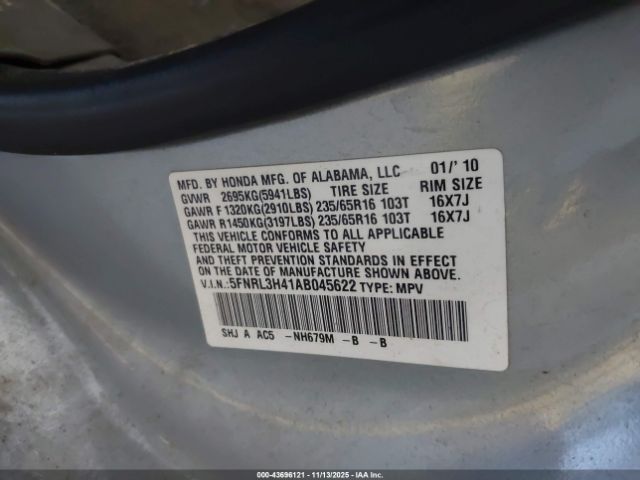 MFD. BY HONDA MFG. OF ALABAMA, LLC 01/' 10
GVWR 2695KG(5941LBS) TIRE SIZE RIM SIZE
GAWR F 1320KG(2910LBS) 235/65R16 103T 16X7J
GAWR R1450KG(3197LBS) 235/65R16 103T 16X7J
THIS VEHICLE CONFORMS TO ALL APPLICABLE
FEDERAL MOTOR VEHICLE SAFETY
AND THEFT PREVENTION STANDARDS IN EFFECT
ON THE DATE OF MANUFACTURE SHOWN ABOVE.
V.I.N.: 5FNRL3H41AB045622 TYPE: MPV
SHJ A AC5 -NH679M -B -B
000-43696121 - 11/13/2025 - IAAI.com